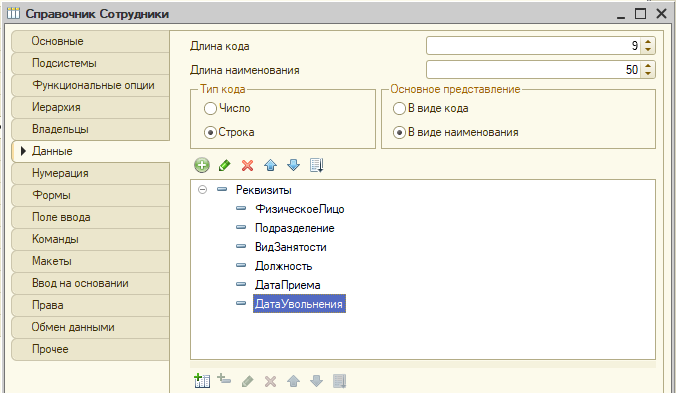 Справочник Сотрудники
Основные
Подсистемы
Функциональные опции
Иерархия
Владельцы
Данные
Нумерация
Формы
Поле ввода
Команды
Макеты
Ввод на основании
Права
Обмен данными
Прочее
Длина кода 9
Длина наименования 50
Тип кода
Число
Строка
Основное представление
В виде кода
В виде наименования
Реквизиты
ФизическоеЛицо
Подразделение
ВидЗанятости
Должность
ДатаПриема
ДатаУвольнения